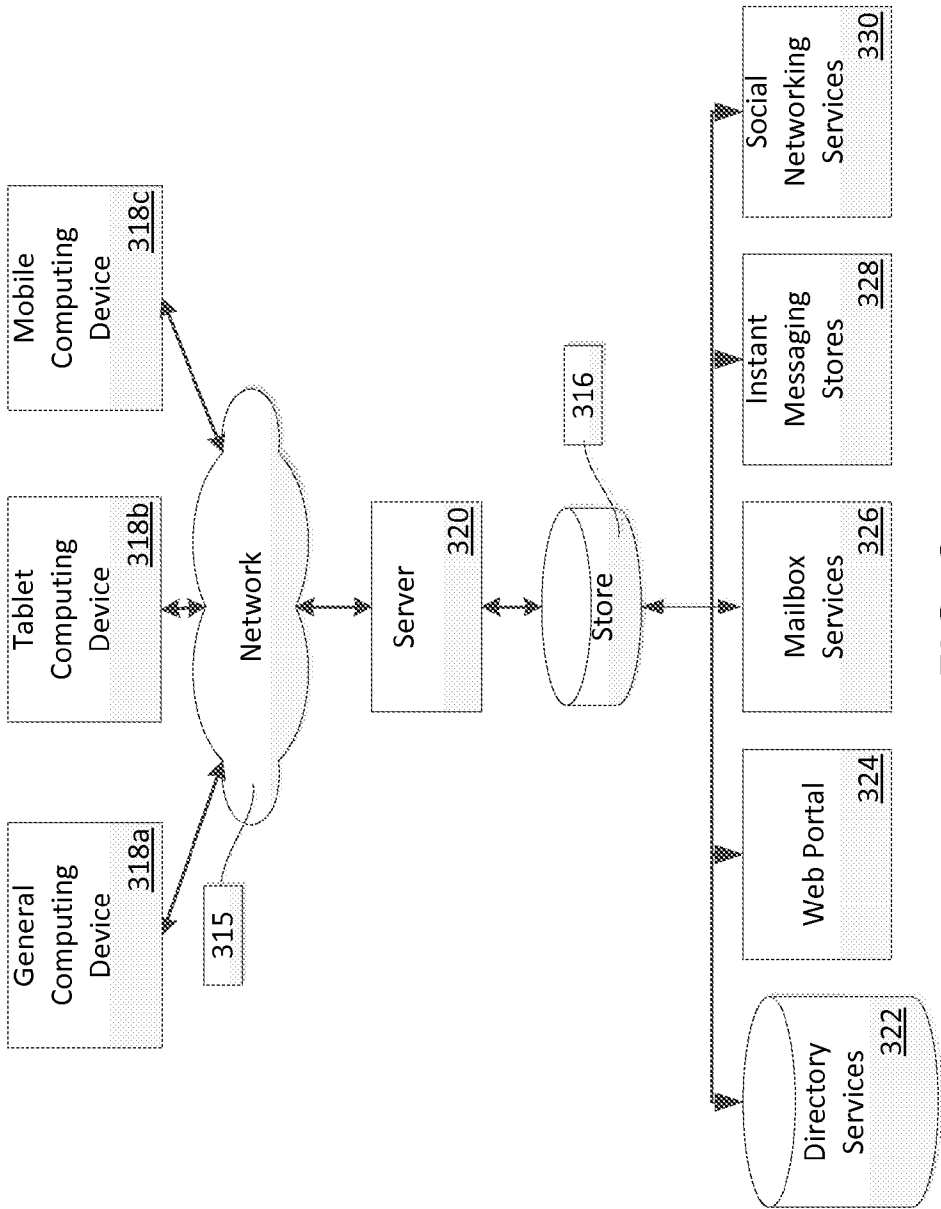 General
Computing
Device
318a
Tablet
Computing
Device
318b
Mobile
Computing
Device
318c
315
Network
Server
320
316
Store
Directory
Services
322
Web Portal
324
Mailbox
Services
326
Instant
Messaging
Stores
328
Social
Networking
Services
330